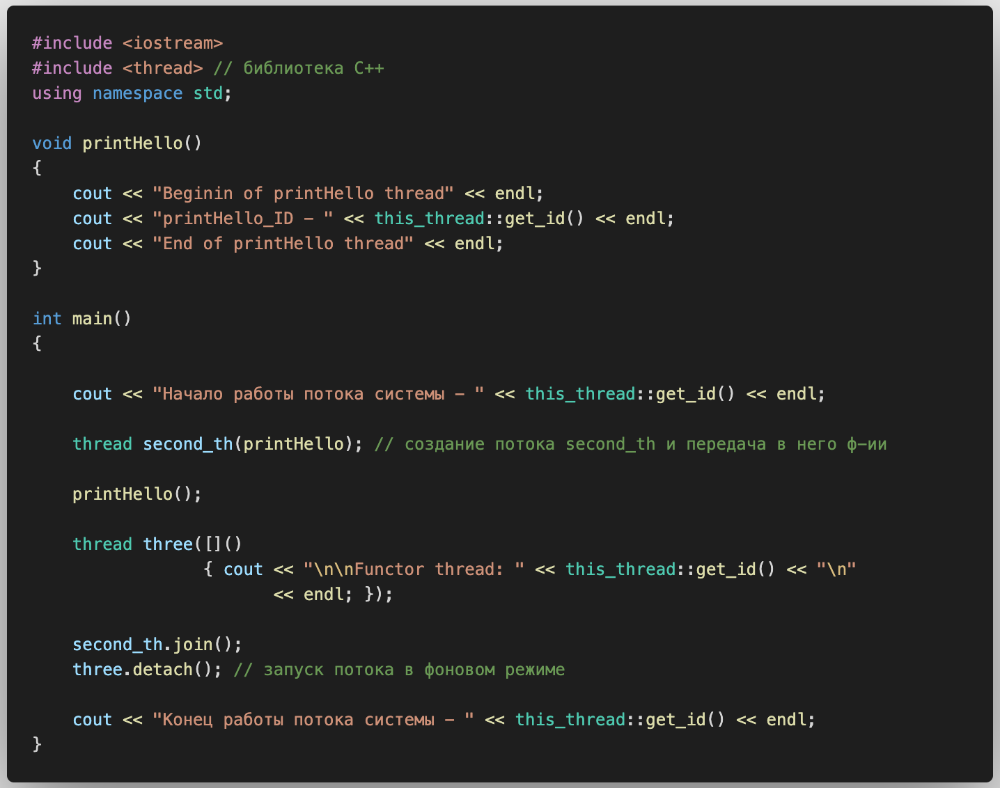 #include <iostream>
#include <thread> // библиотека C++
using namespace std;
void printHello()
{
cout << "Beginin of printHello thread" << endl;
cout << "printHello_ID - " << this_thread::get_id() << endl;
cout << "End of printHello thread" << endl;
}
int main()
{
cout << "Начало работы потока системы - " << this_thread::get_id() << endl;
thread second_th(printHello); // создание потока second_th и передача в него ф-ии
printHello();
thread three([]()
{ cout << "\n\nFunctor thread: " << this_thread::get_id() << "\n"
<< endl; });
second_th.join();
three.detach(); // запуск потока в фоновом режиме
cout << "Конец работы потока системы - " << this_thread::get_id() << endl;
}